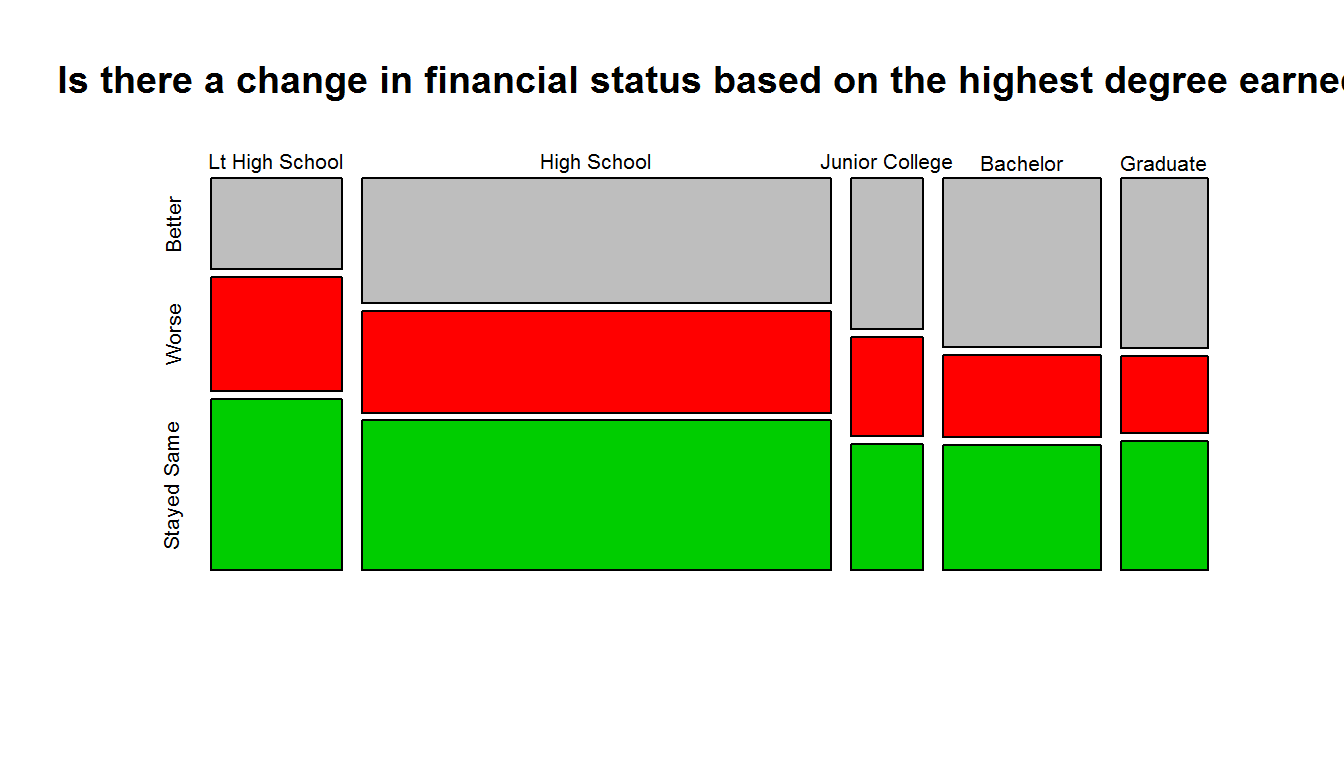 Is there a change in financial status based on the highest degree earne
Lt High School
High School
Junior College
Bachelor
Graduate
Better
Worse
Stayed Same